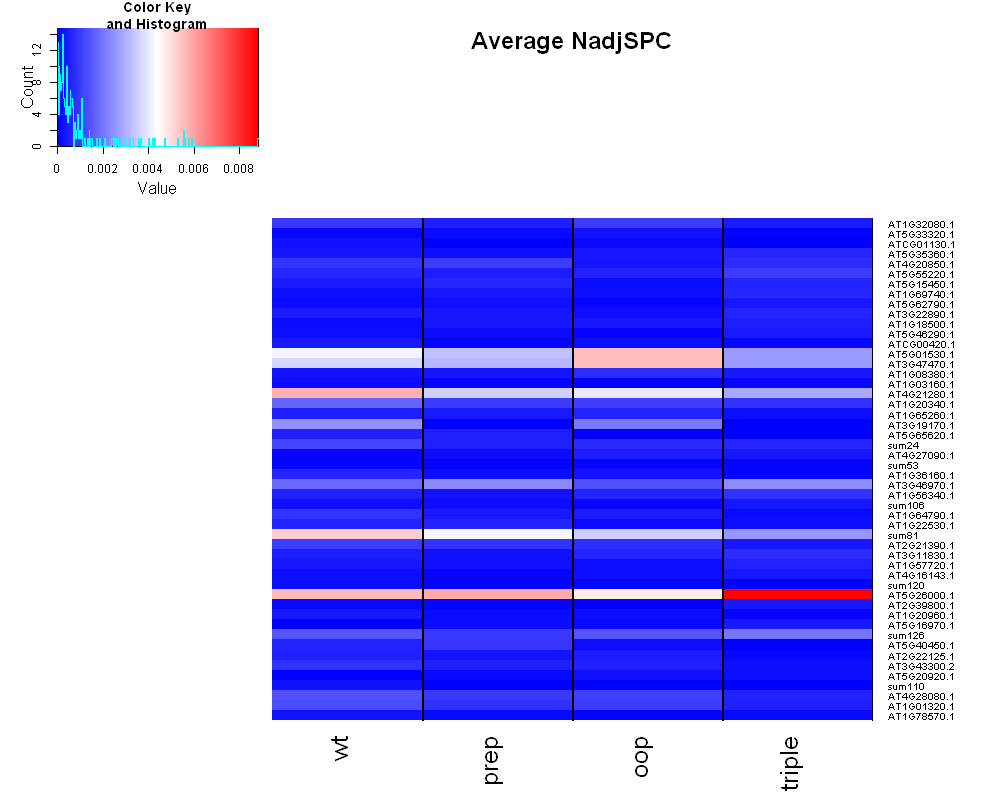 Color Key
and Histogram
Average NadjSPC
Count
0 4 8 12
0 0.002 0.004 0.006 0.008
Value
AT1G32080.1
AT5G33320.1
ATCG01130.1
AT5G35360.1
AT4G20850.1
AT5G55220.1
AT5G15450.1
AT1G69740.1
AT5G62790.1
AT3G22890.1
AT1G18500.1
AT5G46290.1
ATCG00420.1
AT5G01530.1
AT3G47470.1
AT1G08380.1
AT1G03160.1
AT4G21280.1
AT1G20340.1
AT1G65260.1
AT3G19170.1
AT5G65620.1
sum24
AT4G27090.1
sum53
AT1G36160.1
AT3G46970.1
AT1G56340.1
sum106
AT1G64790.1
AT1G22530.1
sum81
AT2G21390.1
AT3G11830.1
AT1G57720.1
AT4G16143.1
sum120
AT5G26000.1
AT2G39800.1
AT1G20960.1
AT5G16970.1
sum126
AT5G40450.1
AT2G22125.1
AT3G43300.2
AT5G20920.1
sum110
AT4G28080.1
AT1G01320.1
AT1G78570.1
wt prep oop triple